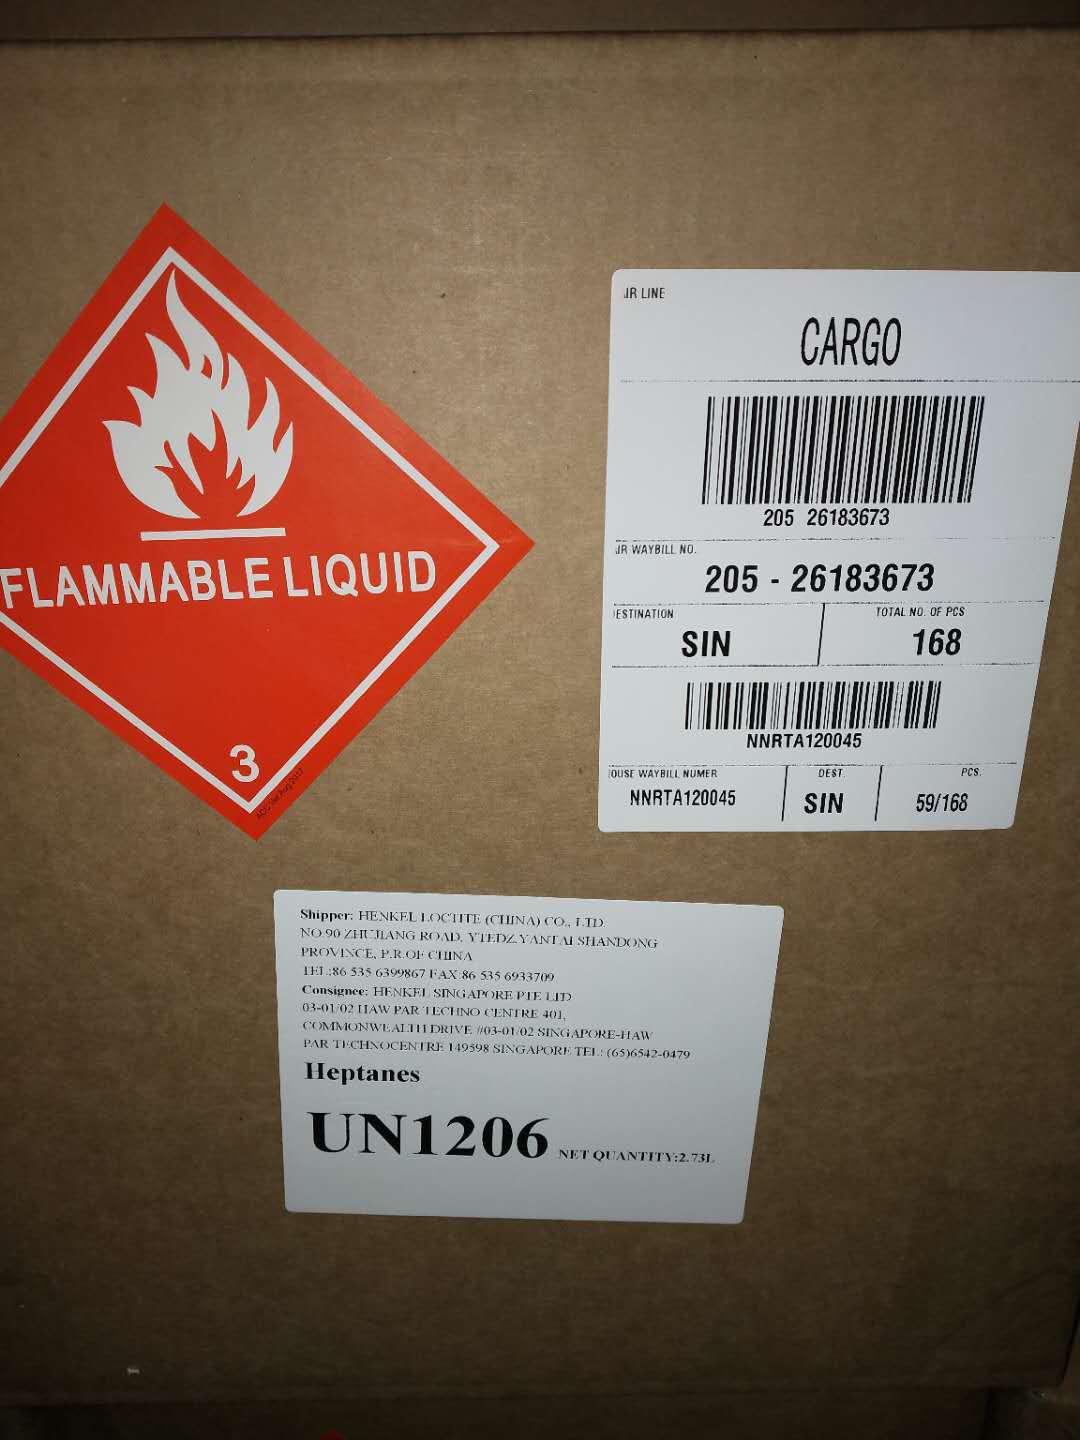 FLAMMABLE LIQUID
3
IR LINE
CARGO
205 26183673
IR WAYBILL NO.
205 - 26183673
ESTINATION
TOTAL NO. OF PCS
SIN
168
NNRTA120045
OUSE WAYBILL NUMER
DEST.
PCS.
NNRTA120045
SIN
59/168
Shipper: HENKEL LOCTITE (CHINA) CO., LTD
NO.90 ZHUJIANG ROAD, YTEDZ.YANTAI SHANDONG
PROVINCE, P.R.OF CHINA
TEL:86 535 6399867 FAX:86 535 6933709
Consignee: HENKEL SINGAPORE PTE LTD
03-01/02 HAW PAR TECHNO CENTRE 401,
COMMONWEALTH DRIVE #03-01/02 SINGAPORE-HAW
PAR TECHNOCENTRE 149598 SINGAPORE TEL: (65)6542-0479
Heptanes
UN1206 NET QUANTITY:2.73L